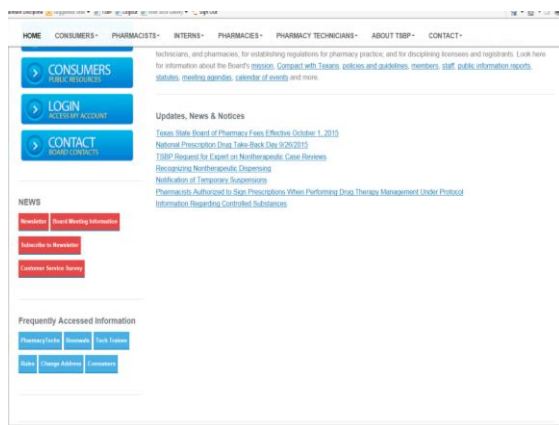 HOME CONSUMERS- PHARMACISTS- INTERNS- PHARMACIES- PHARMACY TECHNICIANS- ABOUT TSBP- CONTACT-
technicians, and pharmacies, for establishing regulations for pharmacy practice; and for disciplining licensees and registrants. Look here
for information about the Board's mission, Compact with Texans, policies and guidelines, members, staff, public information reports,
statutes, meeting agendas, calendar of events and more.
CONSUMERS
PUBLIC RESOURCES
LOGIN
ACCESS MY ACCOUNT
CONTACT
BOARD CONTACTS
Updates, News & Notices
Texas State Board of Pharmacy Fees Effective October 1, 2015
National Prescription Drug Take-Back Day 9/26/2015
TSBP Request for Expert on Nontherapeutic Case Reviews
Recognizing Nontherapeutic Dispensing
Notification of Temporary Suspensions
Pharmacists Authorized to Sign Prescriptions When Performing Drug Therapy Management Under Protocol
Information Regarding Controlled Substances
NEWS
Newsletter Board Meeting Information
Subscribe to Newsletter
Customer Service Survey
Frequently Accessed Information
PharmacyTechs Renewals Tech Trainee
Rules Change Address Consumers